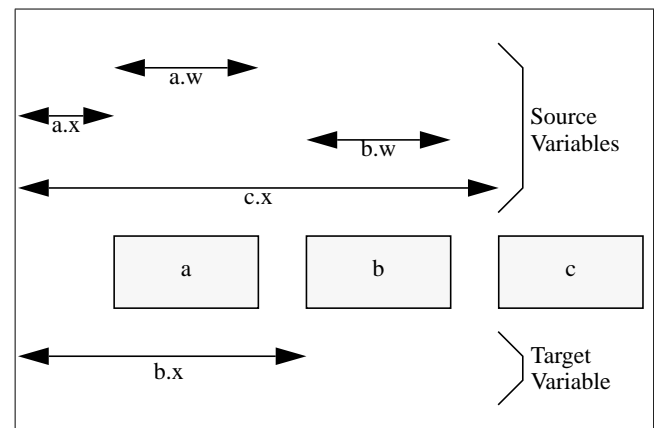 a.w
a.x
b.w
c.x
Source
Variables
a
b
c
b.x
Target
Variable